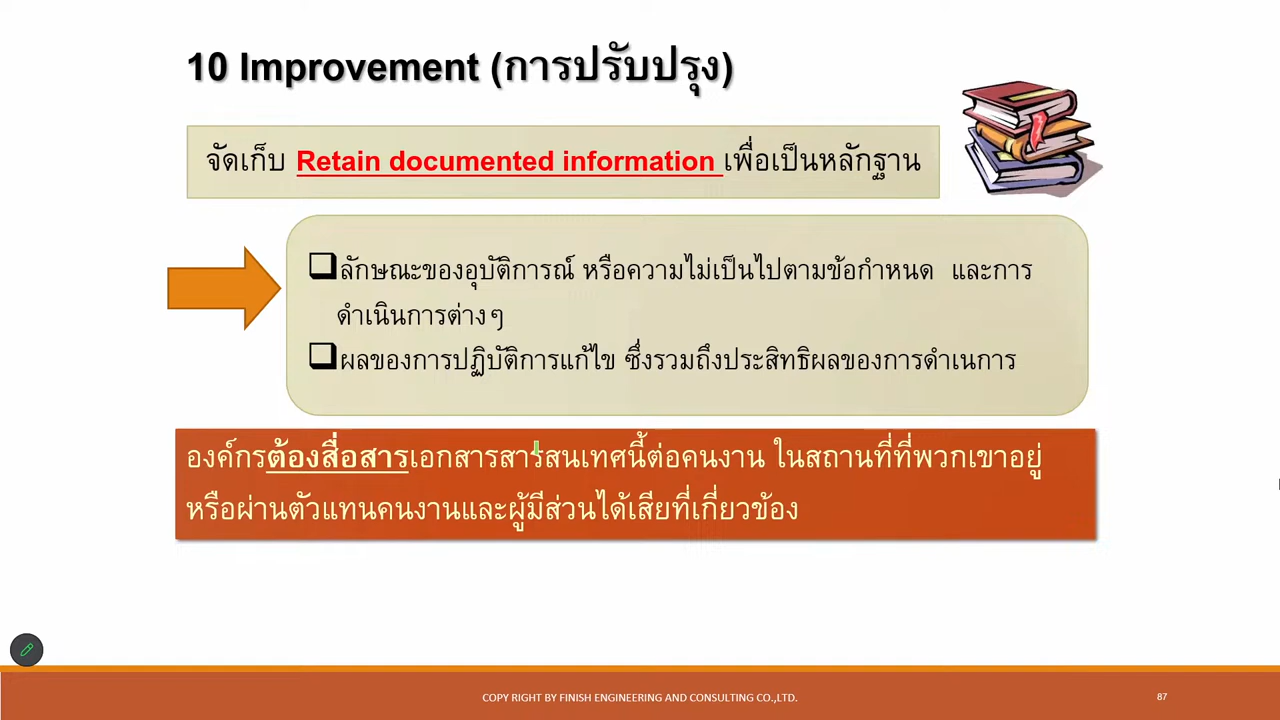 10 Improvement (การปรับปรุง)
จัดเก็บ Retain documented information เพื่อเป็นหลักฐาน
ลักษณะของอุบัติการณ์ หรือความไม่เป็นไปตามข้อกำหนด และการ
ดำเนินการต่างๆ
ผลของการปฏิบัติการแก้ไข ซึ่งรวมถึงประสิทธิผลของการดำเนการ
องค์กรต้องสื่อสารเอกสารสารสนเทศนี้ต่อคนงาน ในสถานที่ที่พวกเขาอยู่
หรือผ่านตัวแทนคนงานและผู้มีส่วนได้เสียที่เกี่ยวข้อง
COPY RIGHT BY FINISH ENGINEERING AND CONSULTING CO.,LTD.
87